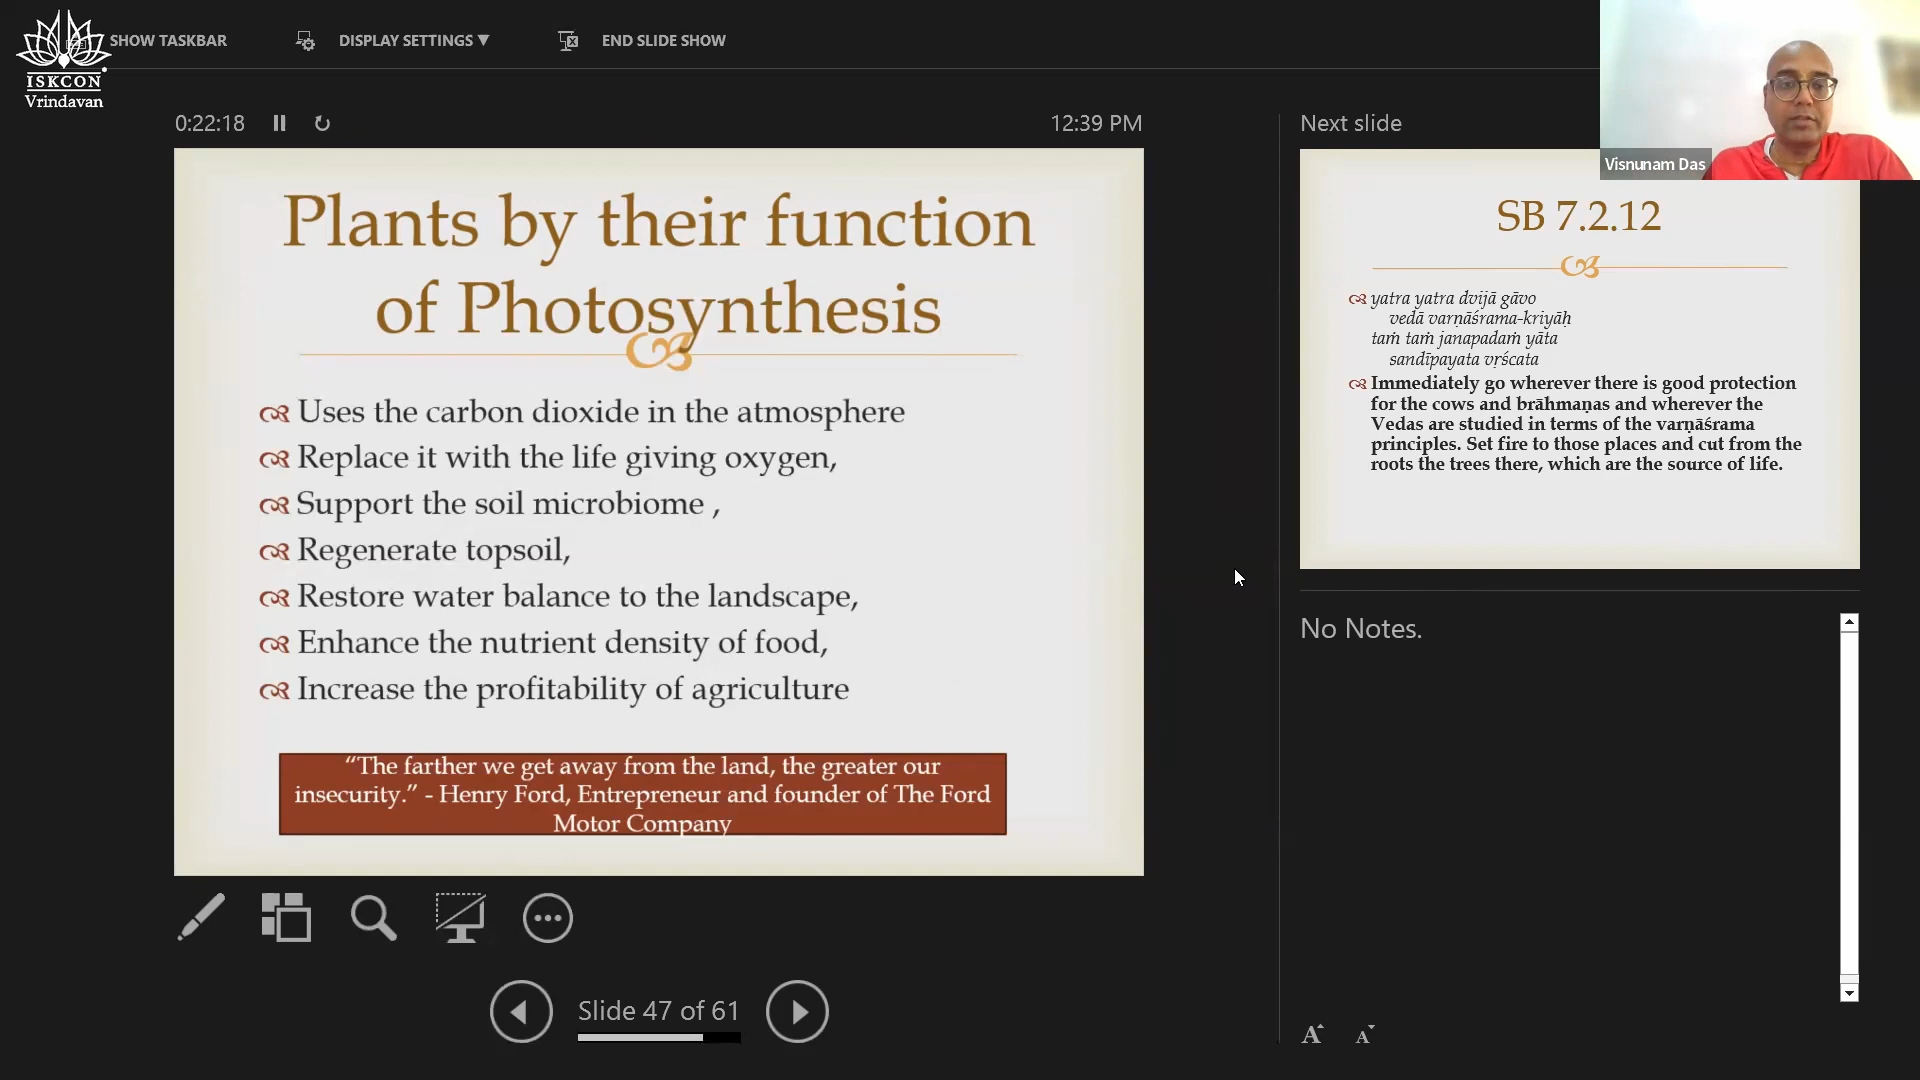 SHOW TASKBAR
DISPLAY SETTINGS ▼
END SLIDE SHOW
ISKCON
Vrindavan
0:22:18
12:39 PM
Plants by their function
of Photosynthesis
Uses the carbon dioxide in the atmosphere
Replace it with the life giving oxygen,
Support the soil microbiome ,
Regenerate topsoil,
Restore water balance to the landscape,
Enhance the nutrient density of food,
Increase the profitability of agriculture
“The farther we get away from the land, the greater our
insecurity.” - Henry Ford, Entrepreneur and founder of The Ford
Motor Company
Slide 47 of 61
Next slide
Visnunam Das
SB 7.2.12
yatra yatra dvijā gāvo
vedā varṇāśrama-kriyāḥ
taṁ taṁ janapadaṁ yāta
sandīpayata vṛścata
Immediately go wherever there is good protection
for the cows and brāhmaṇas and wherever the
Vedas are studied in terms of the varṇāśrama
principles. Set fire to those places and cut from the
roots the trees there, which are the source of life.
No Notes.
A A